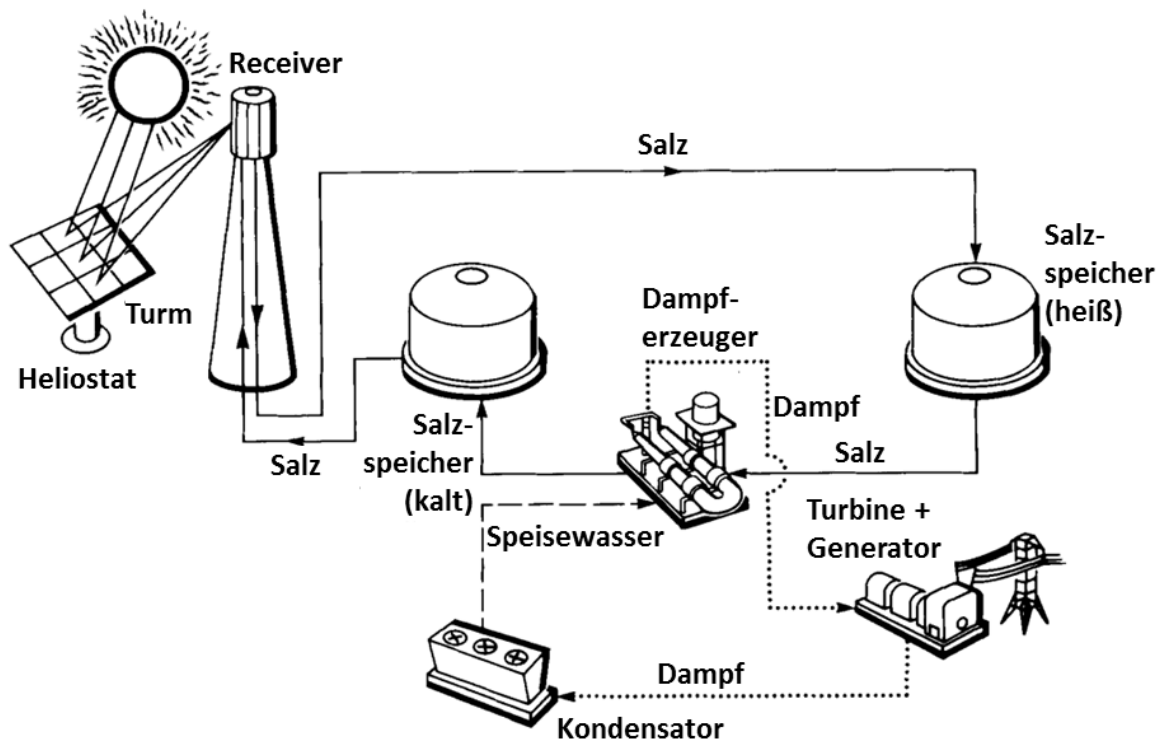 Receiver
Salz
Salz-
speicher
(heiß)
Turm
Heliostat
Dampf-
erzeuger
Dampf
Salz
Salz-
speicher
(kalt)
Salz
Speisewasser
Turbine +
Generator
Dampf
Kondensator